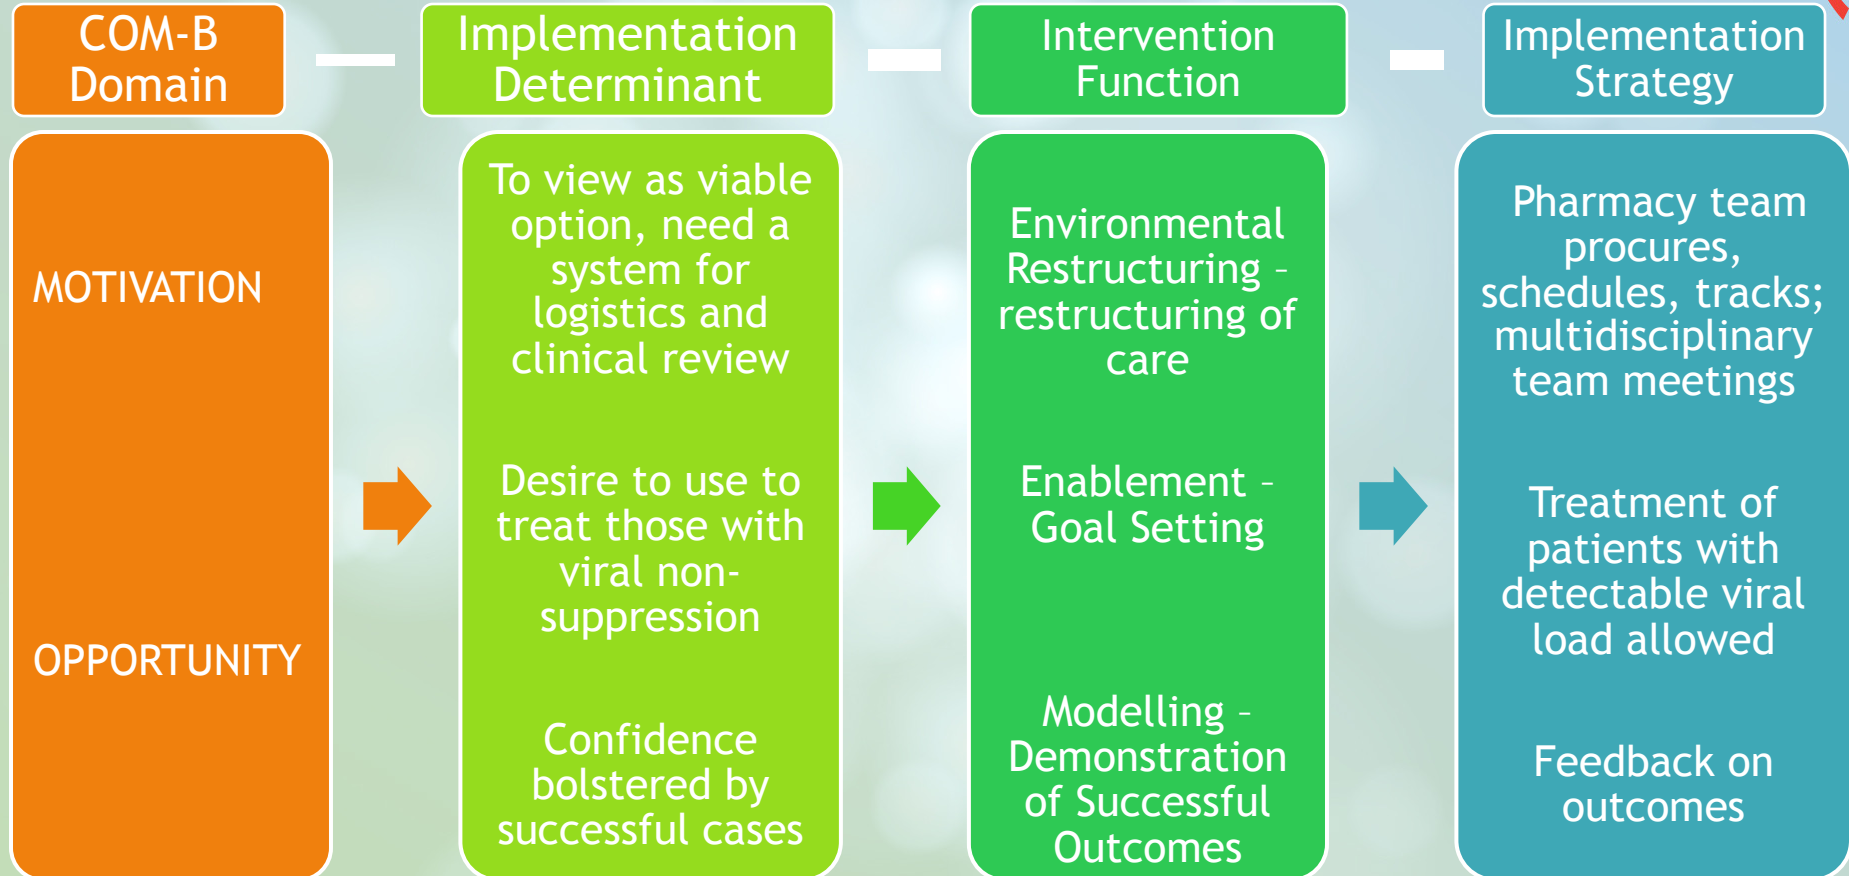 COM-B
Domain
Implementation
Determinant
Intervention
Function
Implementation
Strategy
MOTIVATION
OPPORTUNITY
To view as viable
option, need a
system for
logistics and
clinical review
Desire to use to
treat those with
viral non-
suppression
Confidence
bolstered by
successful cases
Environmental
Restructuring –
restructuring of
care
Enablement –
Goal Setting
Modelling –
Demonstration
of Successful
Outcomes
Pharmacy team
procures,
schedules, tracks;
multidisciplinary
team meetings
Treatment of
patients with
detectable viral
load allowed
Feedback on
outcomes